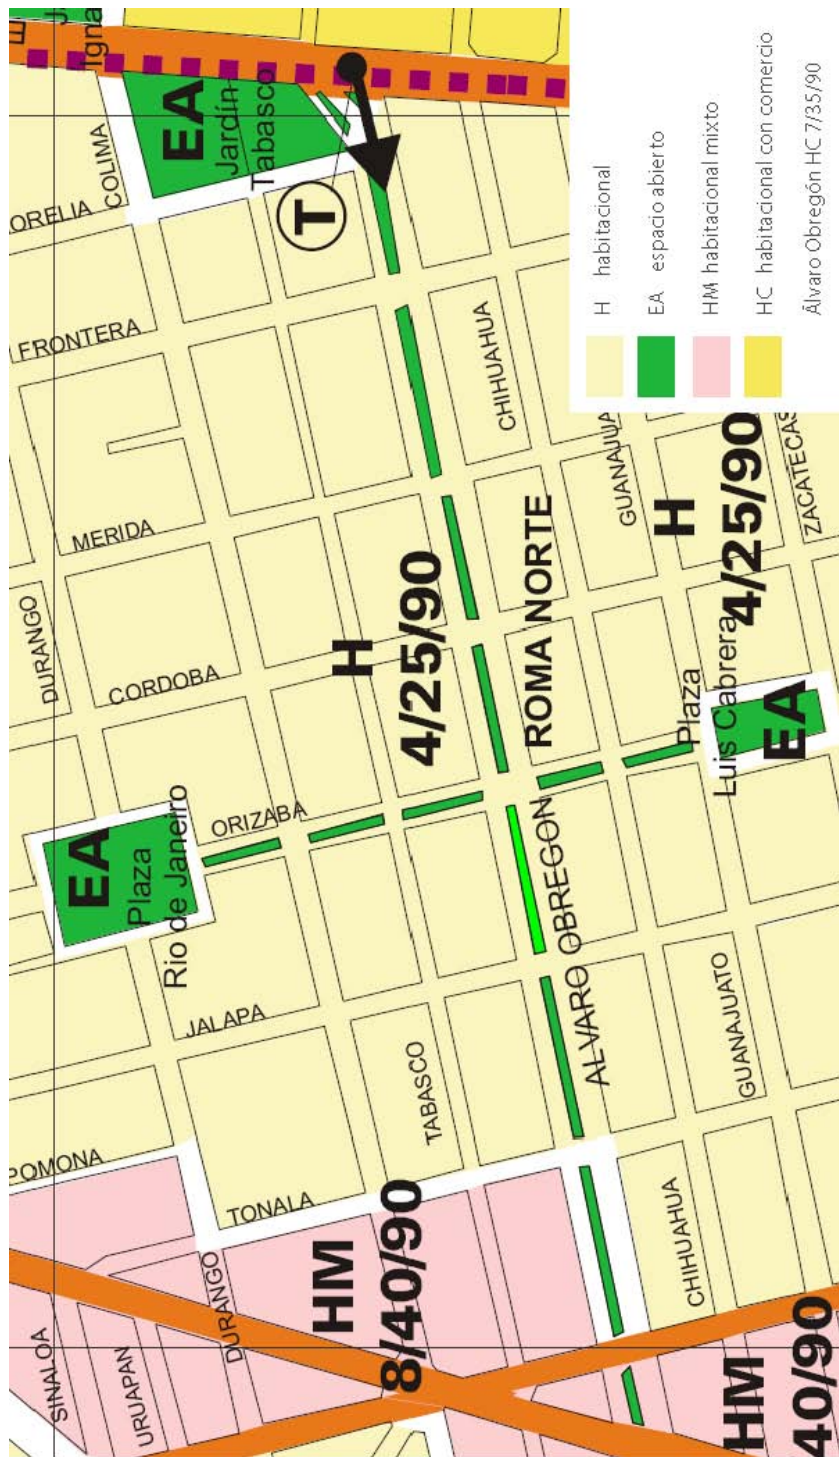 SINALOA
URUAPAN
DURANGO
HM
8/40/90
HM
40/90
CHIHUAHUA
POMONA
TONALA
TABASCO
JALAPA
GUANAJUATO
ALVARO OBREGON
EA
Plaza
Rio de Janeiro
ORIZABA
DURANGO
CORDOBA
H
4/25/90
ROMA NORTE
Plaza
Luis Cabrera
EA
MERIDA
H
4/25/90
GUANAJUA
ZACATECAS
FRONTERA
CHIHUAHUA
ORELIA
COLIMA
EA
Jardín
Tabasco
T
Igna
H habitacional
EA espacio abierto
HM habitacional mixto
HC habitacional con comercio
Álvaro Obregón HC 7/35/90